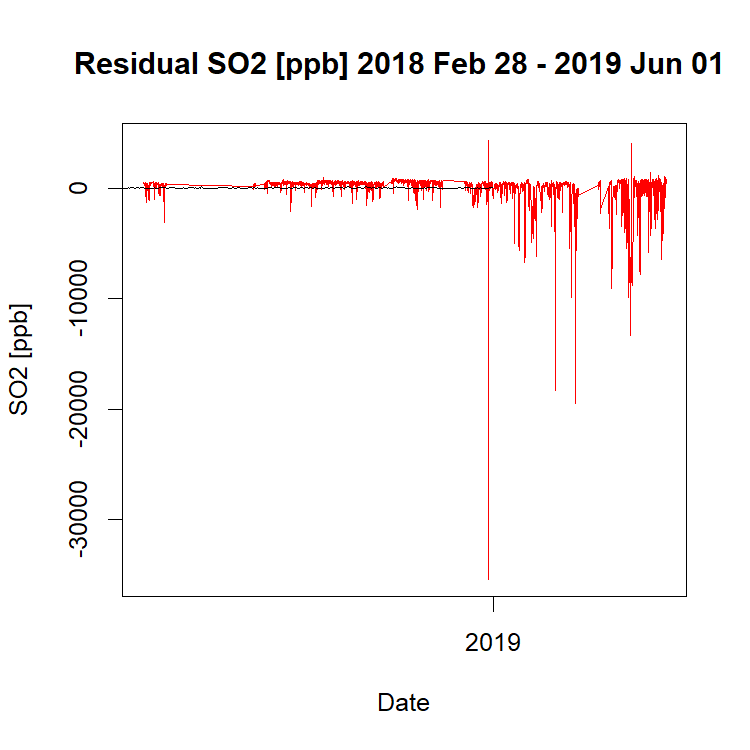 Residual SO2 [ppb] 2018 Feb 28 - 2019 Jun 01
SO2 [ppb]
0
-10000
-20000
-30000
2019
Date